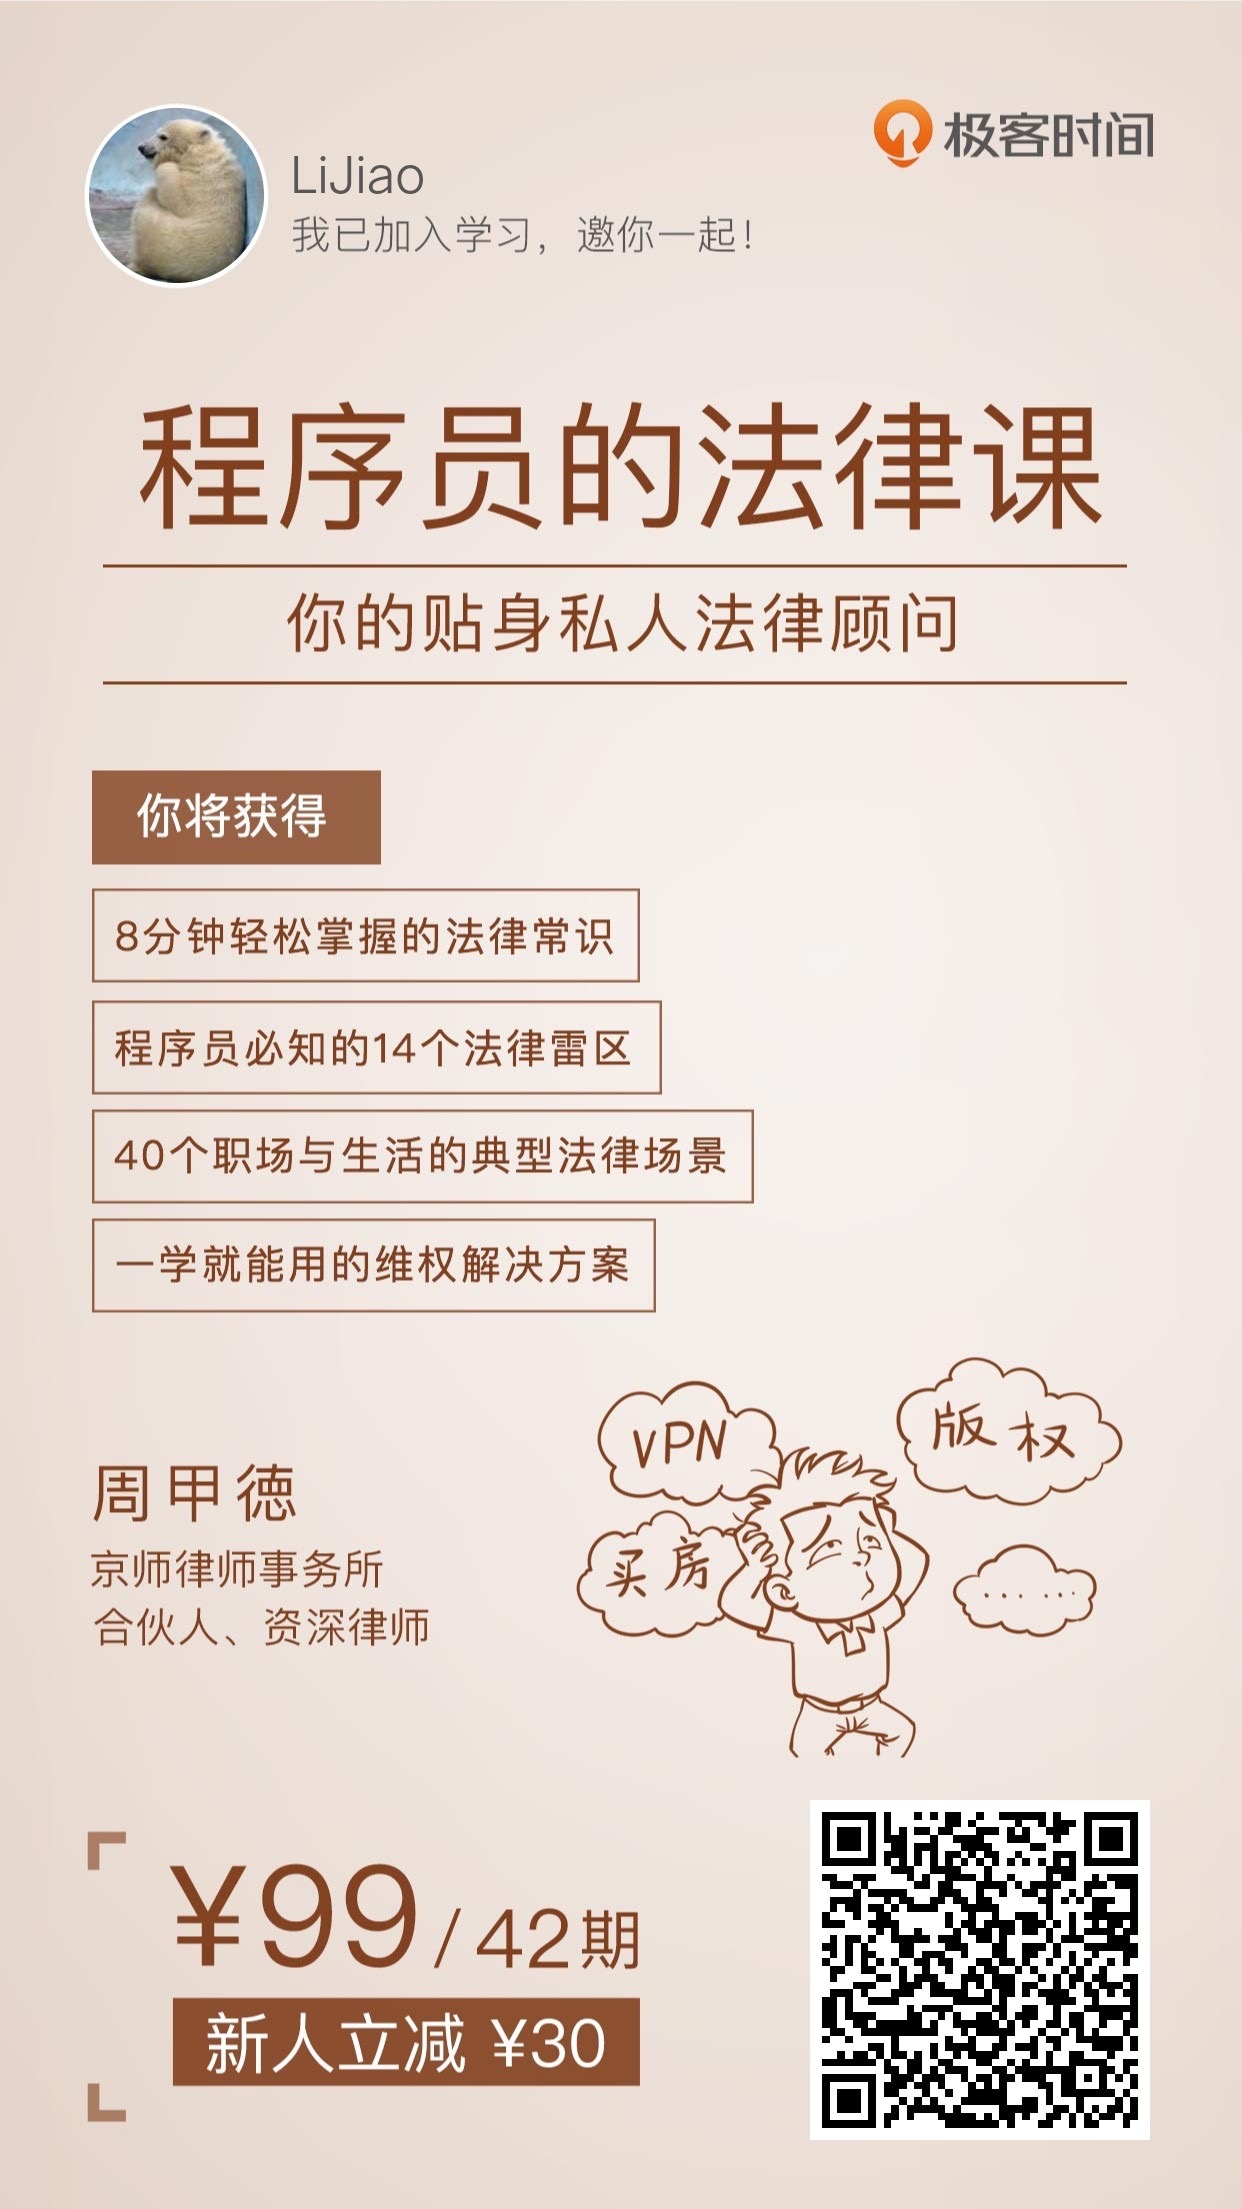 极客时间
LiJiao
我已加入学习，邀你一起！
程序员的法律课
你的贴身私人法律顾问
你将获得
8分钟轻松掌握的法律常识
程序员必知的14个法律雷区
40个职场与生活的典型法律场景
一学就能用的维权解决方案
VPN
版权
买房
……
周甲徳
京师律师事务所
合伙人、资深律师
¥99/42期
新人立减 ¥30